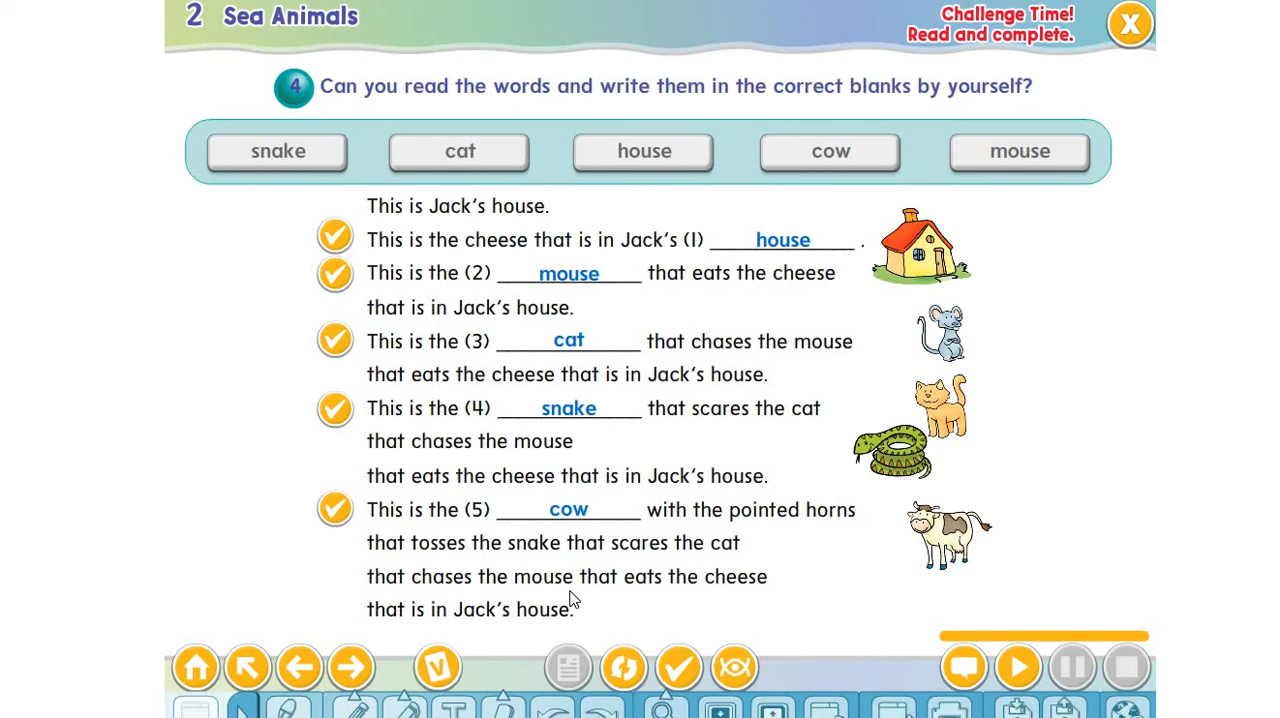 2 Sea Animals
Challenge Time!
Read and complete.
X
4 Can you read the words and write them in the correct blanks by yourself?
snake cat house cow mouse
This is Jack's house.
This is the cheese that is in Jack's (1) house .
This is the (2) mouse that eats the cheese
that is in Jack's house.
This is the (3) cat that chases the mouse
that eats the cheese that is in Jack's house.
This is the (4) snake that scares the cat
that chases the mouse
that eats the cheese that is in Jack's house.
This is the (5) cow with the pointed horns
that tosses the snake that scares the cat
that chases the mouse that eats the cheese
that is in Jack's house.
V
T